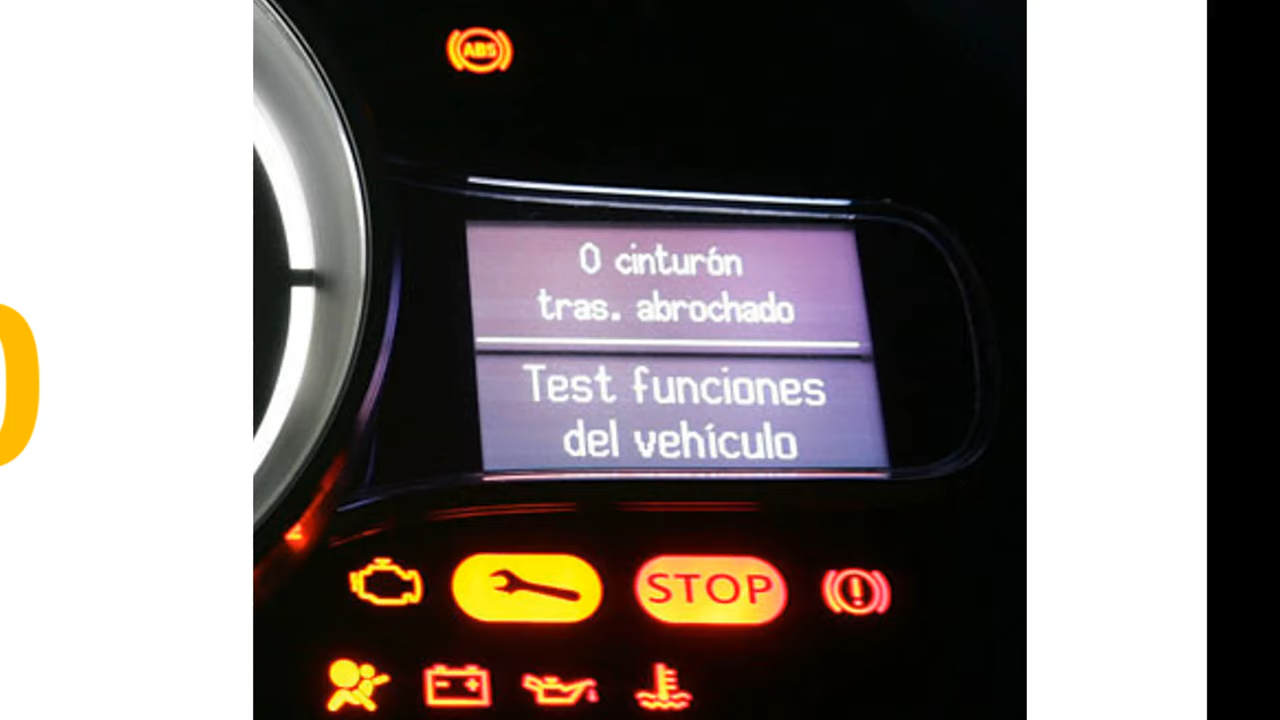 ABS
0 cinturón
tras. abrochado
Test funciones
del vehículo
STOP